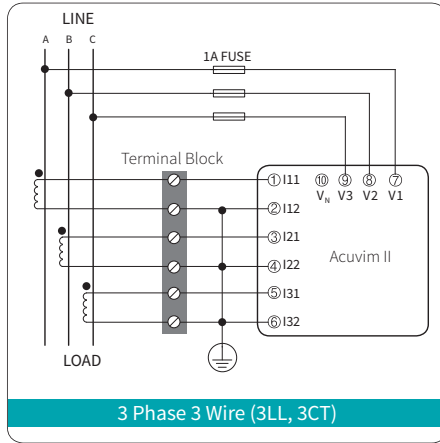 LINE
A B C
1A FUSE
Terminal Block
① I11
② I12
③ I21
④ I22
⑤ I31
⑥ I32
⑩ ⑨ ⑧ ⑦
VN V3 V2 V1
Acuvim II
LOAD
3 Phase 3 Wire (3LL, 3CT)